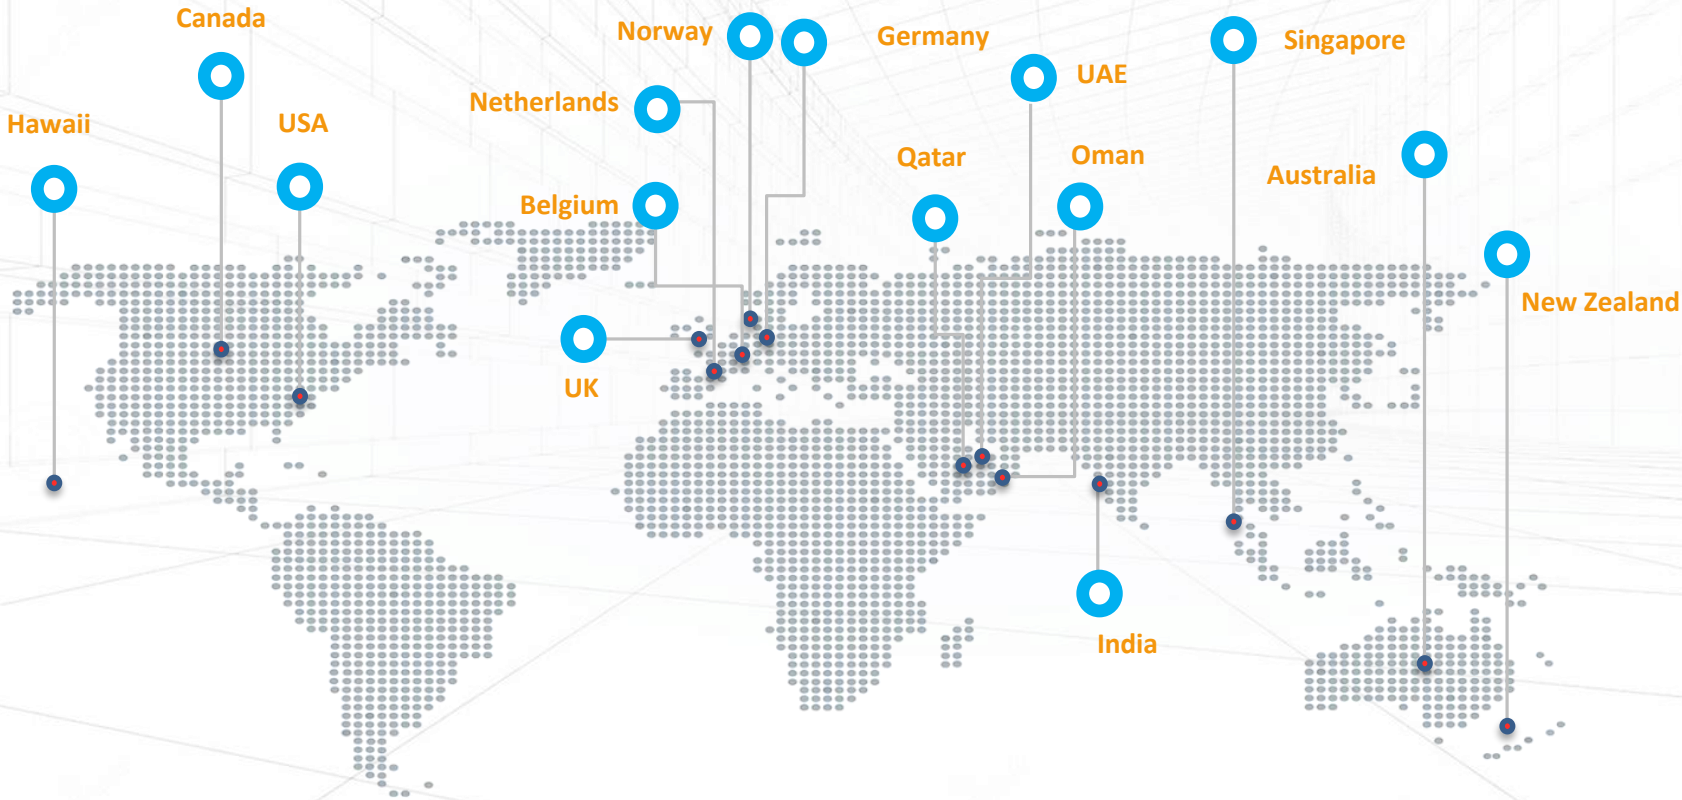 Canada
Norway
Germany
Singapore
UAE
Netherlands
Hawaii
USA
Qatar
Oman
Australia
Belgium
New Zealand
UK
India